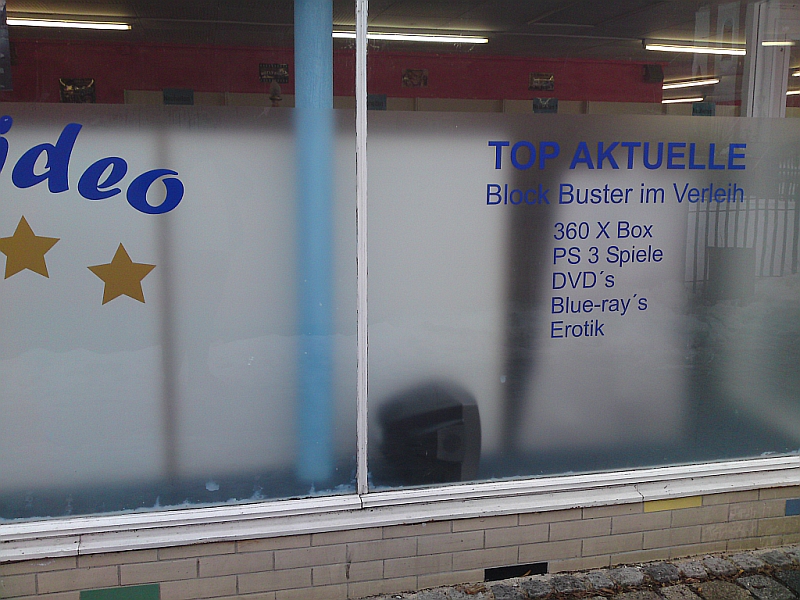 ideo
TOP AKTUELLE
Block Buster im Verleih
360 X Box
PS 3 Spiele
DVD´s
Blue-ray´s
Erotik